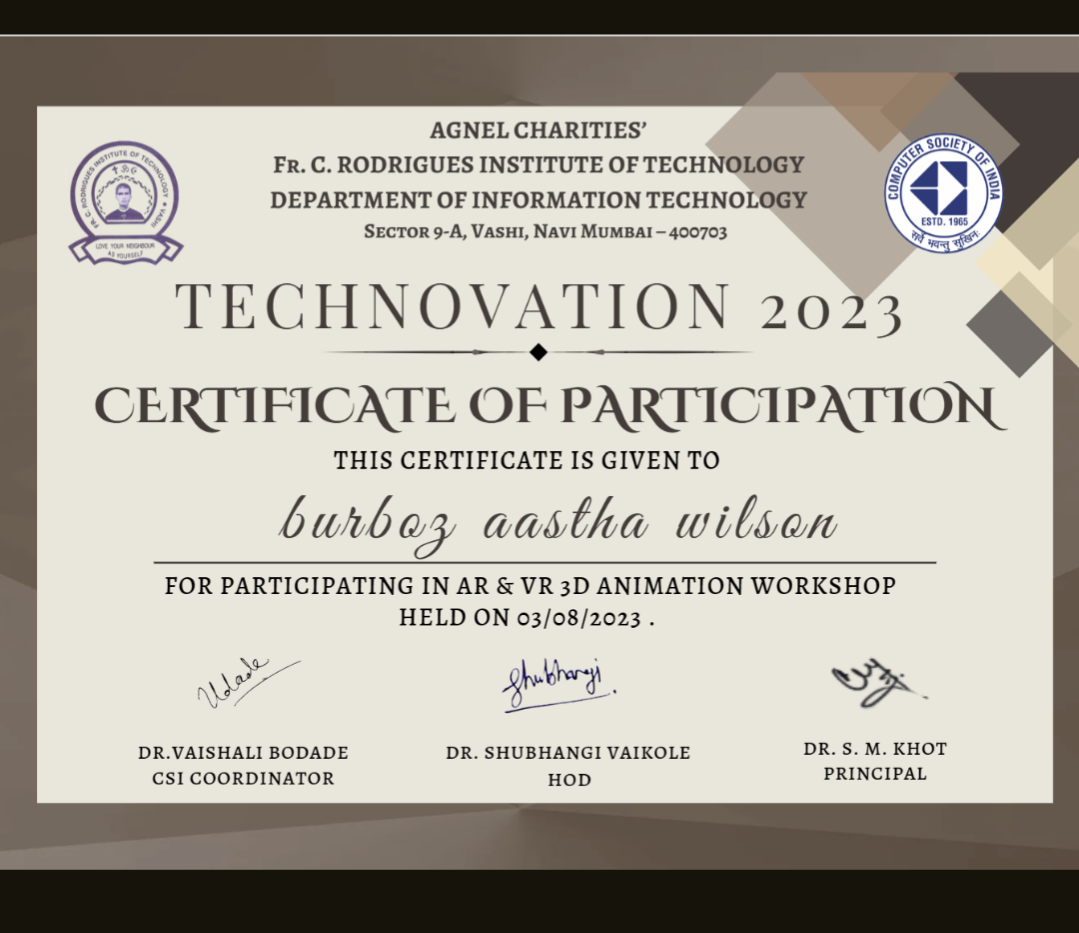 AGNEL CHARITIES’
FR. C. RODRIGUES INSTITUTE OF TECHNOLOGY
DEPARTMENT OF INFORMATION TECHNOLOGY
SECTOR 9-A, VASHI, NAVI MUMBAI – 400703
FR. C. RODRIGUES INSTITUTE OF TECHNOLOGY ★ VASHI ★
LOVE YOUR NEIGHBOUR
AS YOURSELF
COMPUTER SOCIETY OF INDIA
ESTD. 1965
सर्वे भवन्तु सुखिनः
TECHNOVATION 2023
CERTIFICATE OF PARTICIPATION
THIS CERTIFICATE IS GIVEN TO
burboz aastha wilson
FOR PARTICIPATING IN AR & VR 3D ANIMATION WORKSHOP
HELD ON 03/08/2023 .
Shubhangi
DR.VAISHALI BODADE
CSI COORDINATOR
DR. SHUBHANGI VAIKOLE
HOD
DR. S. M. KHOT
PRINCIPAL